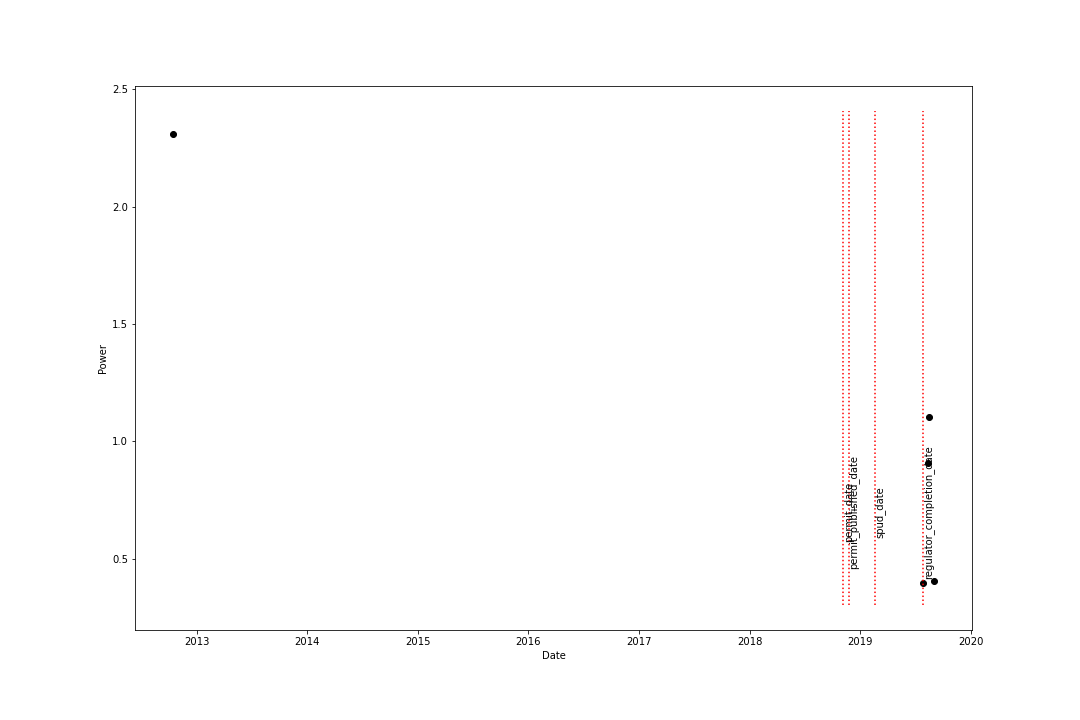 2.5
2.0
1.5
1.0
0.5
Power
permit_date
permit_published_date
spud_date
regulator_completion_date
2013 2014 2015 2016 2017 2018 2019 2020
Date